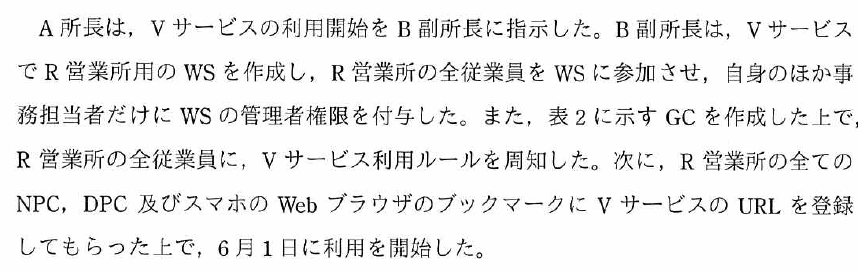 A 所長は，V サービスの利用開始を B 副所長に指示した。B 副所長は，V サービス
で R 営業所用の WS を作成し，R 営業所の全従業員を WS に参加させ，自身のほか事
務担当者だけに WS の管理者権限を付与した。また，表 2 に示す GC を作成した上で，
R 営業所の全従業員に，V サービス利用ルールを周知した。次に，R 営業所の全ての
NPC，DPC 及びスマホの Web ブラウザのブックマークに V サービスの URL を登録
してもらった上で，6 月 1 日に利用を開始した。